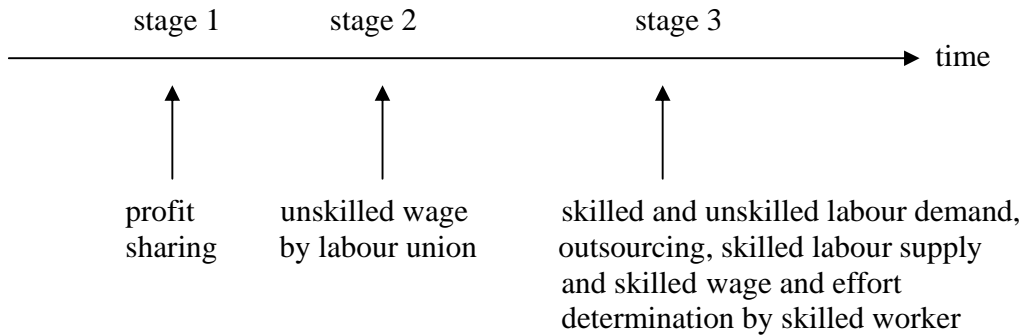 stage 1 stage 2 stage 3
time
profit unskilled wage skilled and unskilled labour demand,
sharing by labour union outsourcing, skilled labour supply
and skilled wage and effort
determination by skilled worker